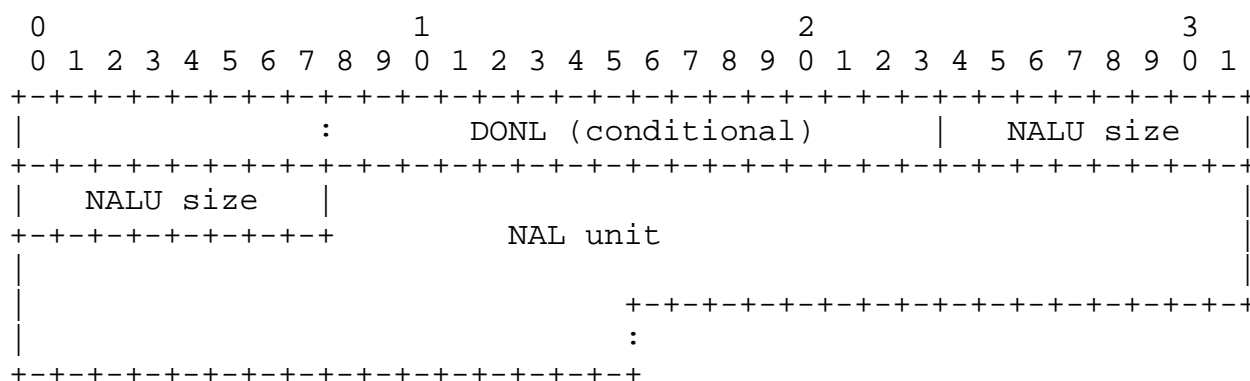 0                   1                   2                   3
0 1 2 3 4 5 6 7 8 9 0 1 2 3 4 5 6 7 8 9 0 1 2 3 4 5 6 7 8 9 0 1
+-+-+-+-+-+-+-+-+-+-+-+-+-+-+-+-+-+-+-+-+-+-+-+-+-+-+-+-+-+-+-+-+
|               :       DONL (conditional)      |   NALU size   |
+-+-+-+-+-+-+-+-+-+-+-+-+-+-+-+-+-+-+-+-+-+-+-+-+-+-+-+-+-+-+-+-+
|   NALU size   |                                               |
+-+-+-+-+-+-+-+-+         NAL unit                              |
|                                                               |
|                               +-+-+-+-+-+-+-+-+-+-+-+-+-+-+-+-+
|                               :
+-+-+-+-+-+-+-+-+-+-+-+-+-+-+-+-+